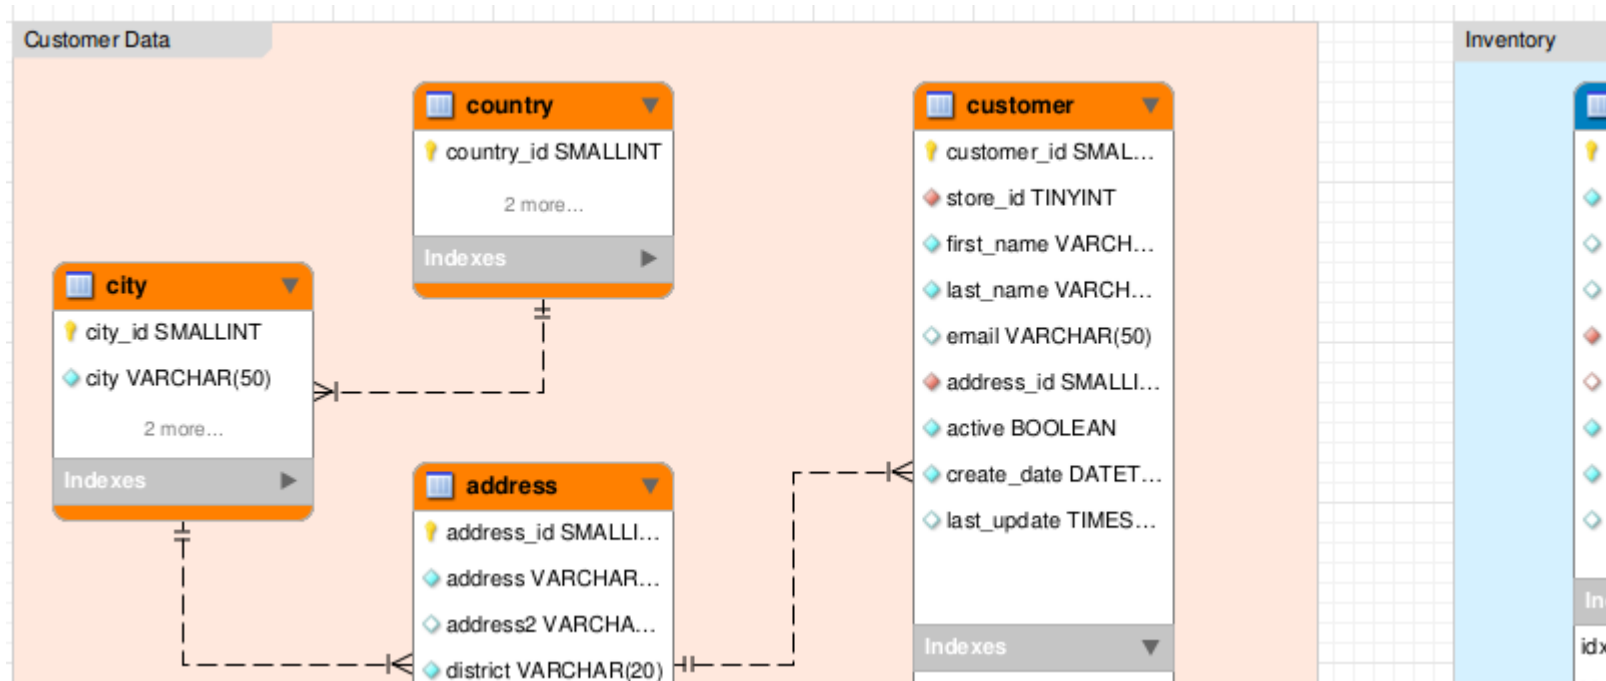 Customer Data
Inventory
country
country_id SMALLINT
2 more...
Indexes
customer
customer_id SMAL...
store_id TINYINT
first_name VARCH...
last_name VARCH...
email VARCHAR(50)
address_id SMALLI...
active BOOLEAN
create_date DATET...
last_update TIMES...
Indexes
city
city_id SMALLINT
city VARCHAR(50)
2 more...
Indexes
address
address_id SMALLI...
address VARCHAR...
address2 VARCHA...
district VARCHAR(20)
In
idx